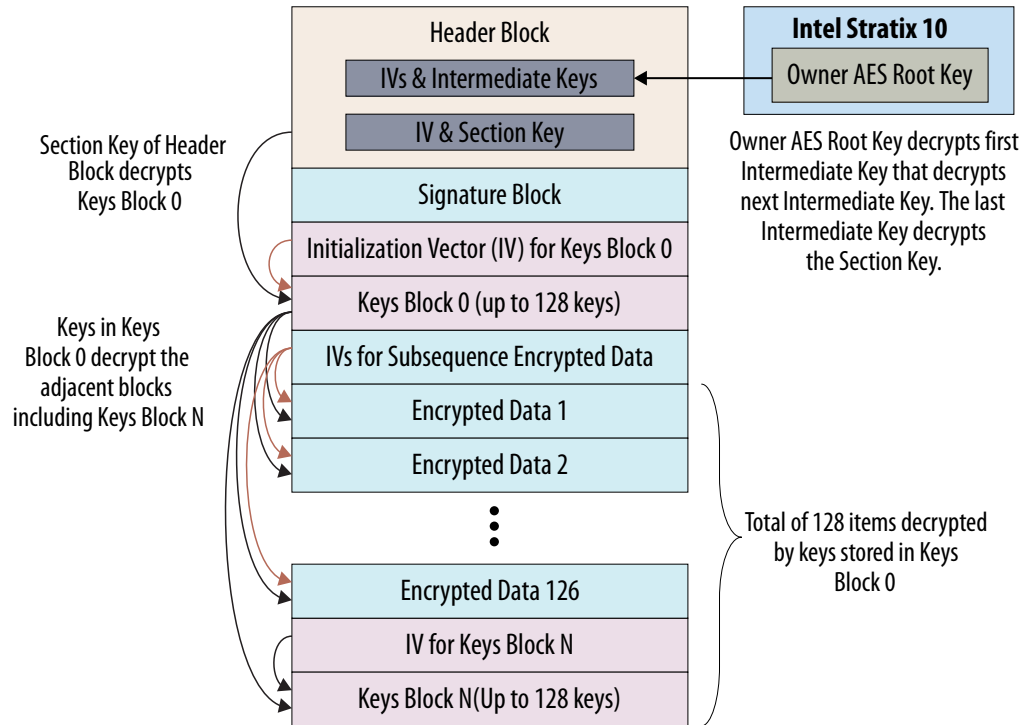 Header Block
IVs & Intermediate Keys
IV & Section Key
Intel Stratix 10
Owner AES Root Key
Owner AES Root Key decrypts first
Intermediate Key that decrypts
next Intermediate Key. The last
Intermediate Key decrypts
the Section Key.
Section Key of Header
Block decrypts
Keys Block 0
Signature Block
Initialization Vector (IV) for Keys Block 0
Keys Block 0 (up to 128 keys)
Keys in Keys
Block 0 decrypt the
adjacent blocks
including Keys Block N
IVs for Subsequence Encrypted Data
Encrypted Data 1
Encrypted Data 2
Total of 128 items decrypted
by keys stored in Keys
Block 0
Encrypted Data 126
IV for Keys Block N
Keys Block N(Up to 128 keys)